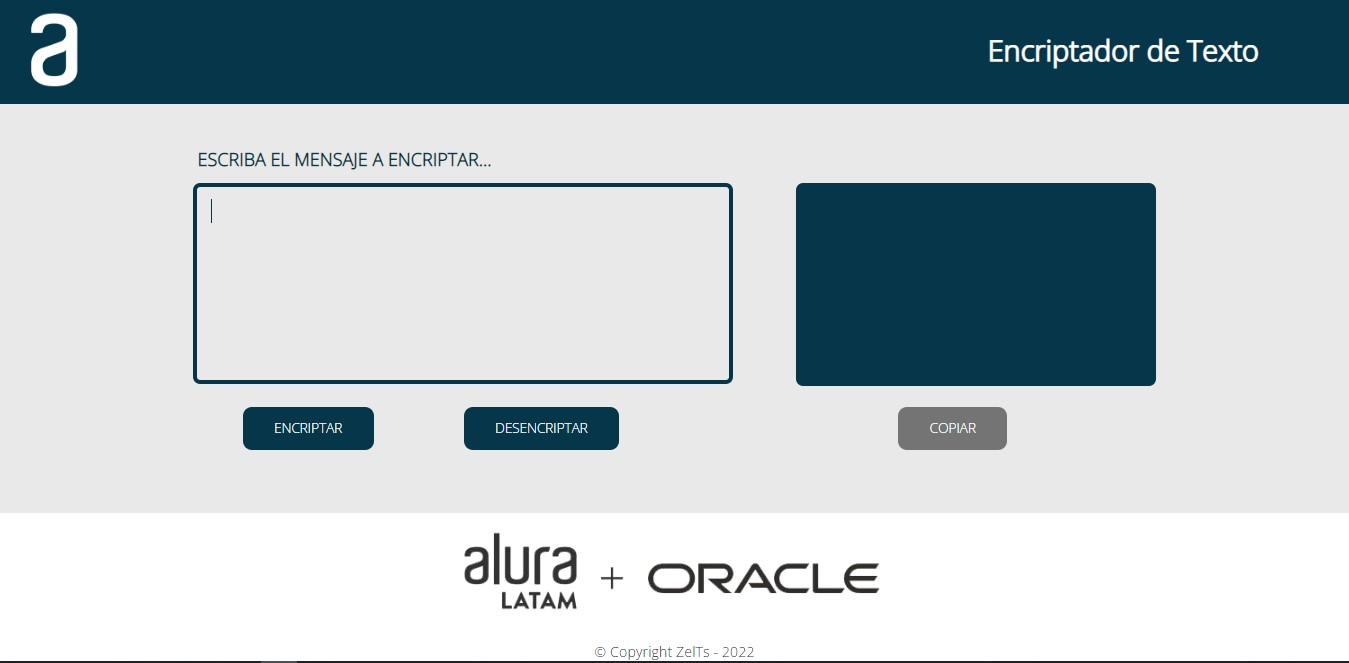 a
Encriptador de Texto
ESCRIBA EL MENSAJE A ENCRIPTAR...
ENCRIPTAR
DESENCRIPTAR
COPIAR
alura
LATAM
+
ORACLE
© Copyright ZelTs - 2022